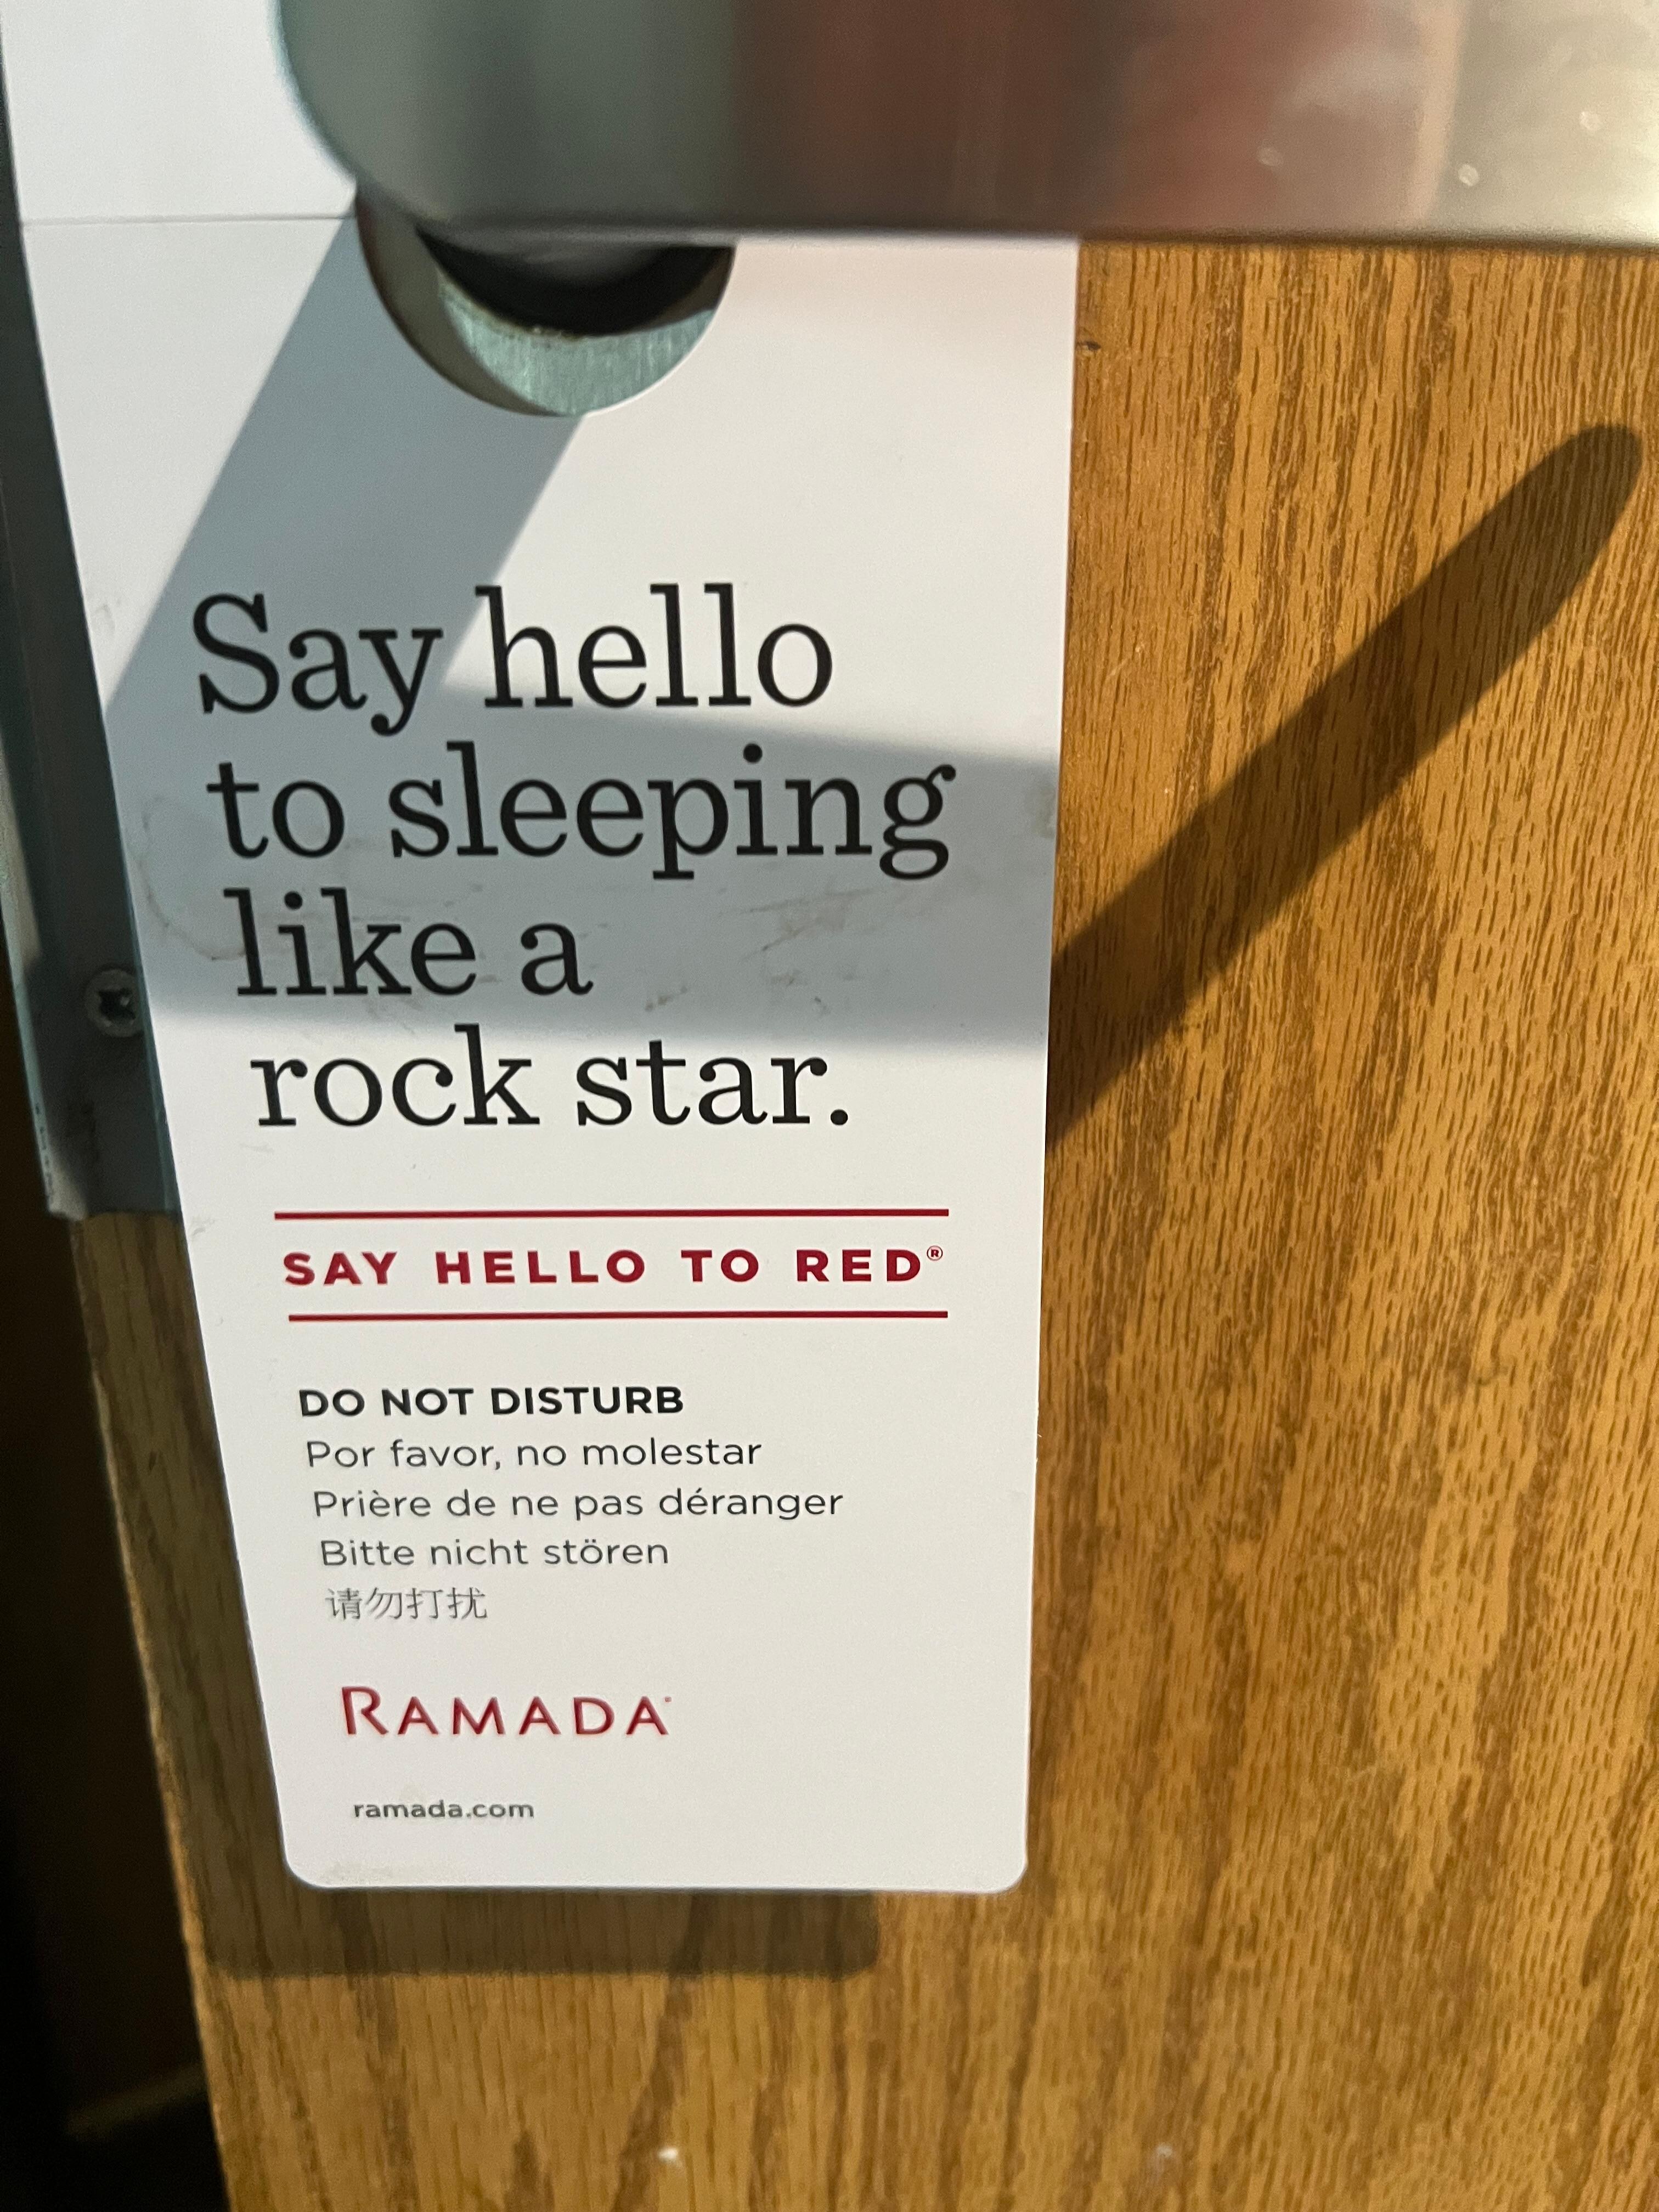 Say hello
to sleeping
like a
rock star.
SAY HELLO TO RED®
DO NOT DISTURB
Por favor, no molestar
Prière de ne pas déranger
Bitte nicht stören
请勿打扰
RAMADA
ramada.com